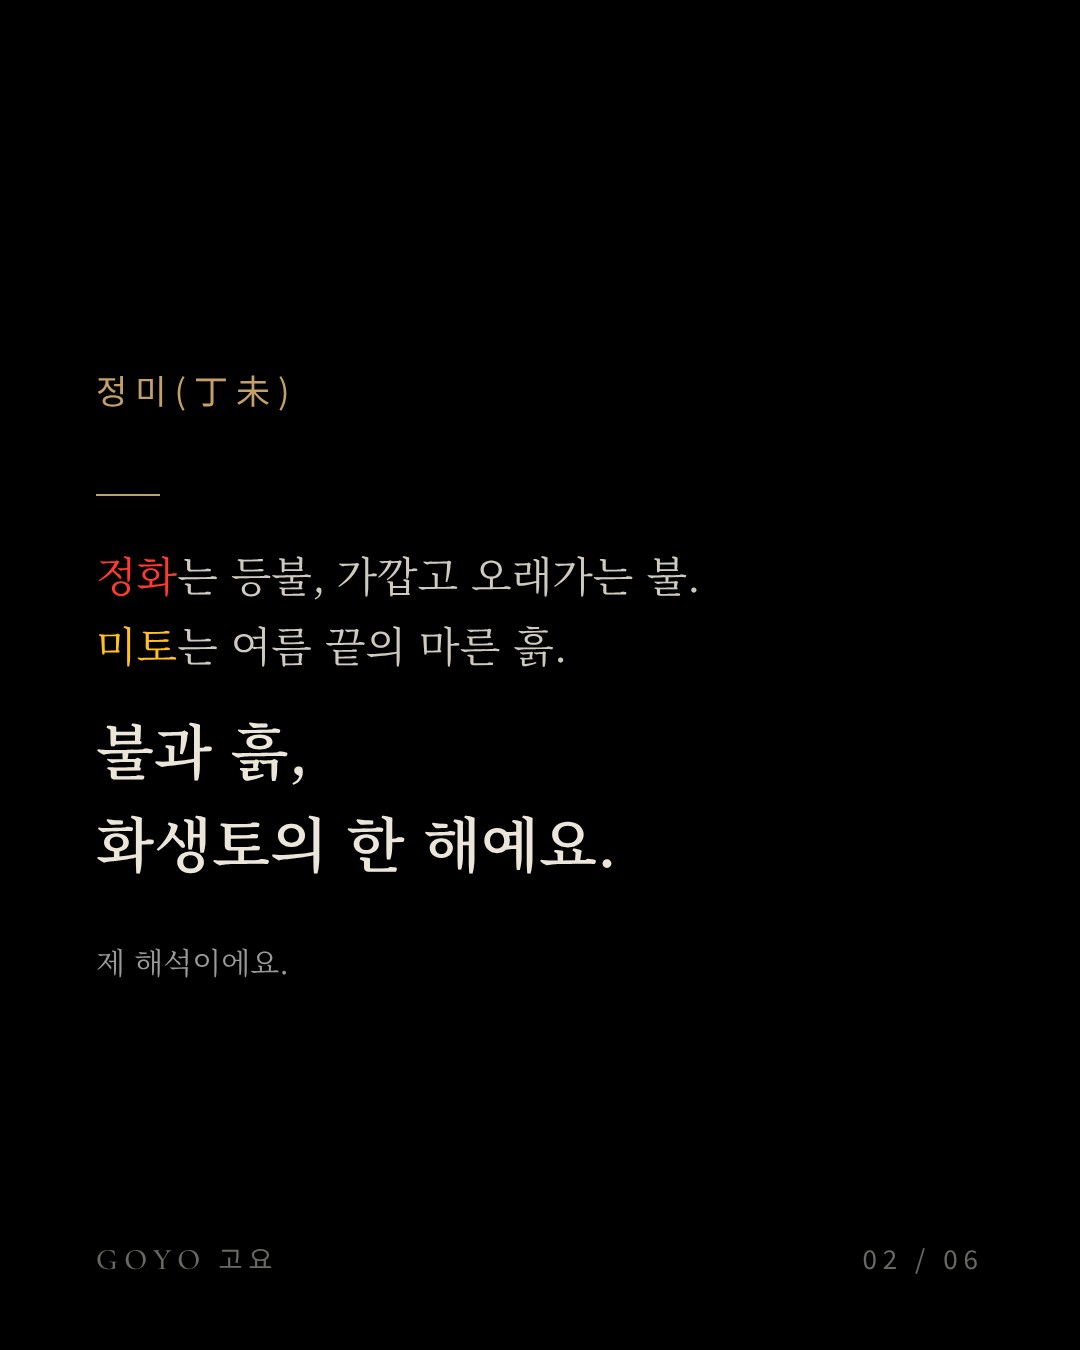 정미(丁未)
정화는 등불, 가깝고 오래가는 불.
미토는 여름 끝의 마른 흙.
불과 흙,
화생토의 한 해예요.
제 해석이에요.
GOYO 고요
02 / 06